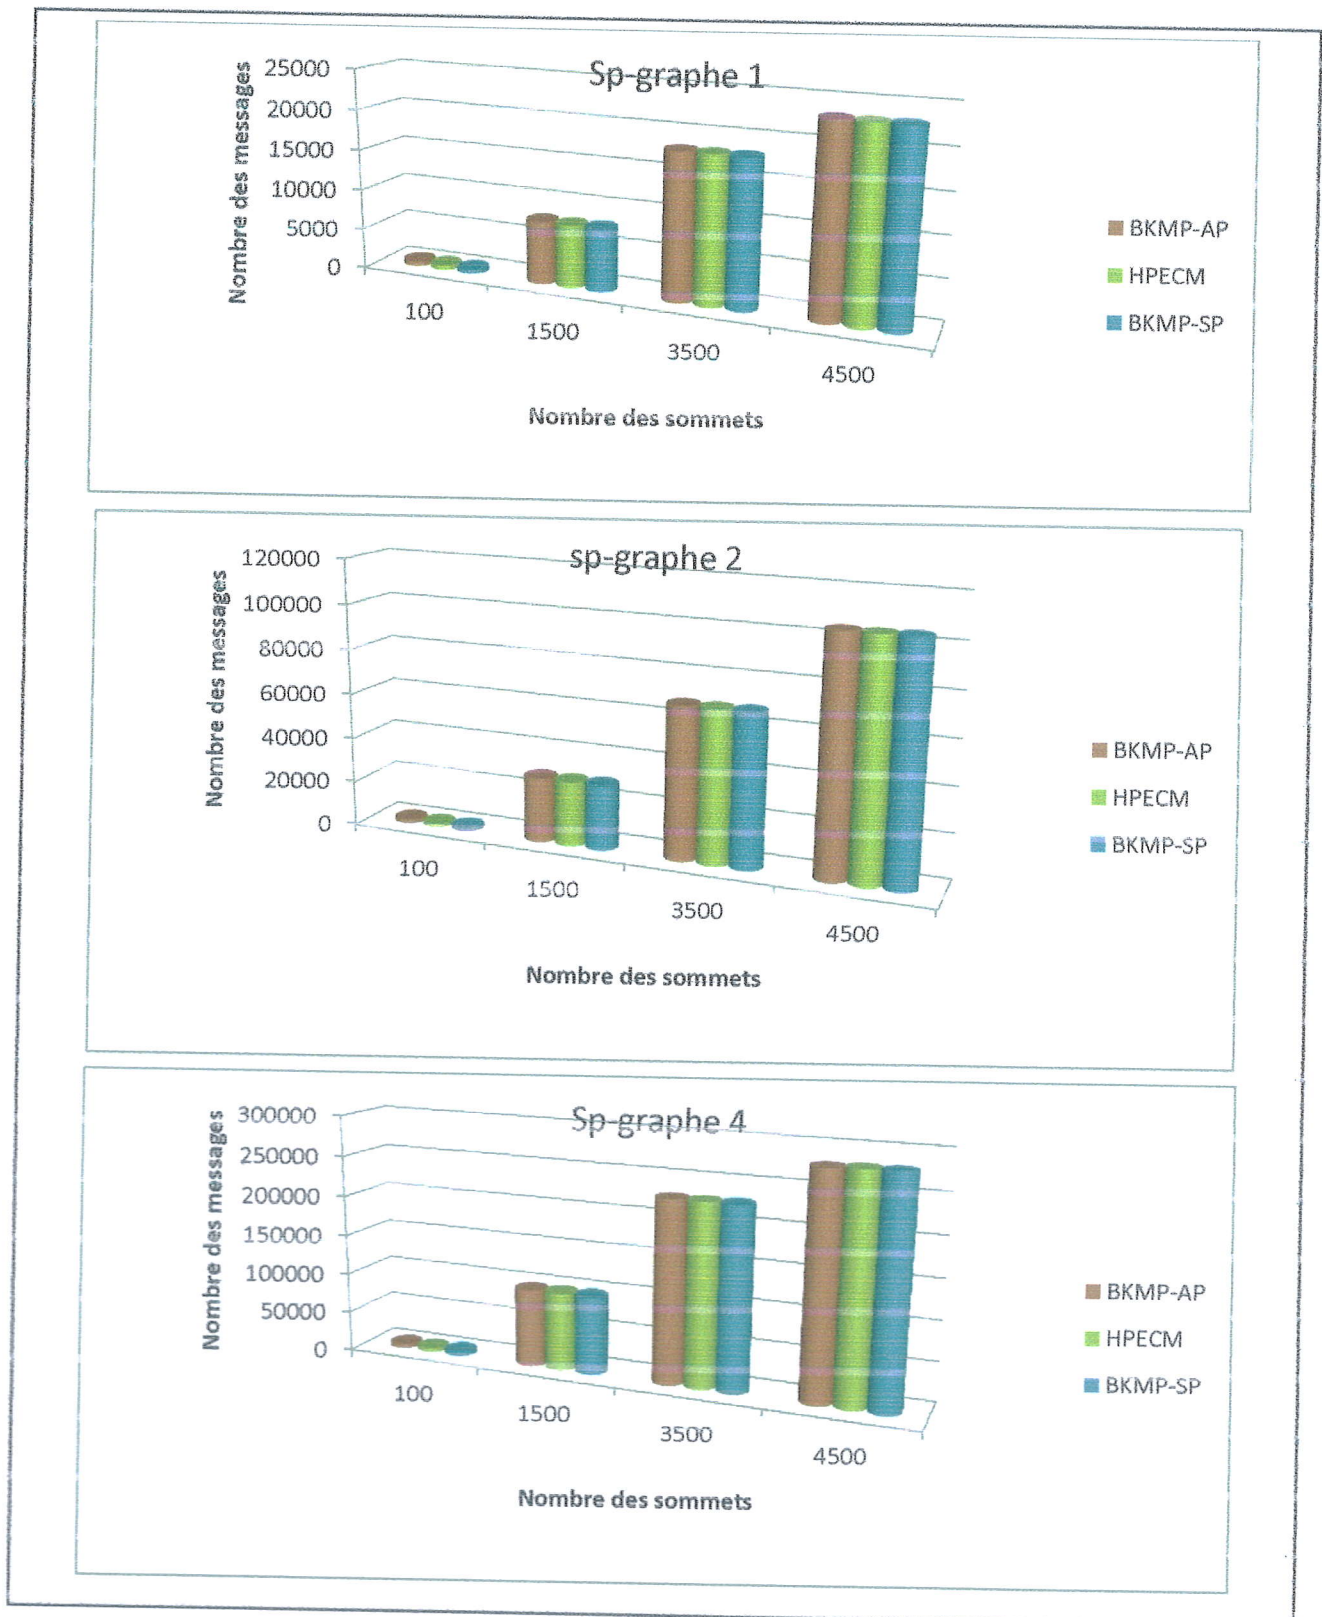 Sp-graphe 1
Nombre des messages
25000
20000
15000
10000
5000
0
100
1500
3500
4500
Nombre des sommets
BKMP-AP
HPECM
BKMP-SP
sp-graphe 2
Nombre des messages
120000
100000
80000
60000
40000
20000
0
100
1500
3500
4500
Nombre des sommets
BKMP-AP
HPECM
BKMP-SP
Sp-graphe 4
Nombre des messages
300000
250000
200000
150000
100000
50000
0
100
1500
3500
4500
Nombre des sommets
BKMP-AP
HPECM
BKMP-SP